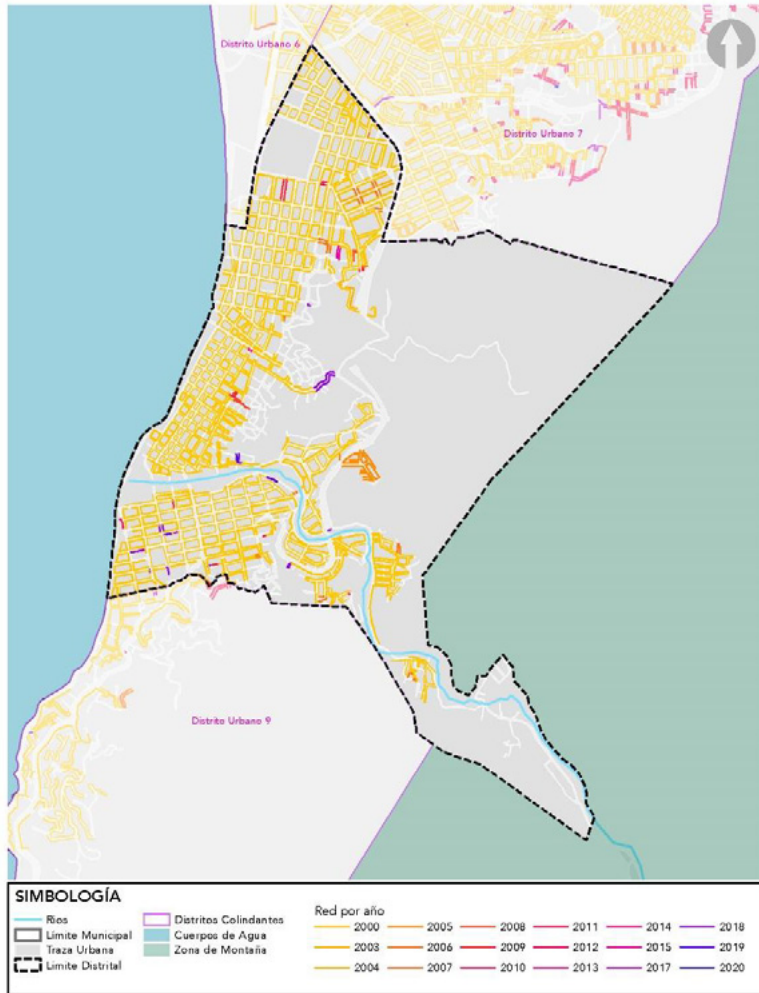 Distrito Urbano 6
Distrito Urbano 7
Distrito Urbano 9
SIMBOLOGÍA
Ríos
Límite Municipal
Traza Urbana
Límite Distrital
Distritos Colindantes
Cuerpos de Agua
Zona de Montaña
Red por año
2000
2003
2004
2005
2006
2007
2008
2009
2010
2011
2012
2013
2014
2015
2017
2018
2019
2020